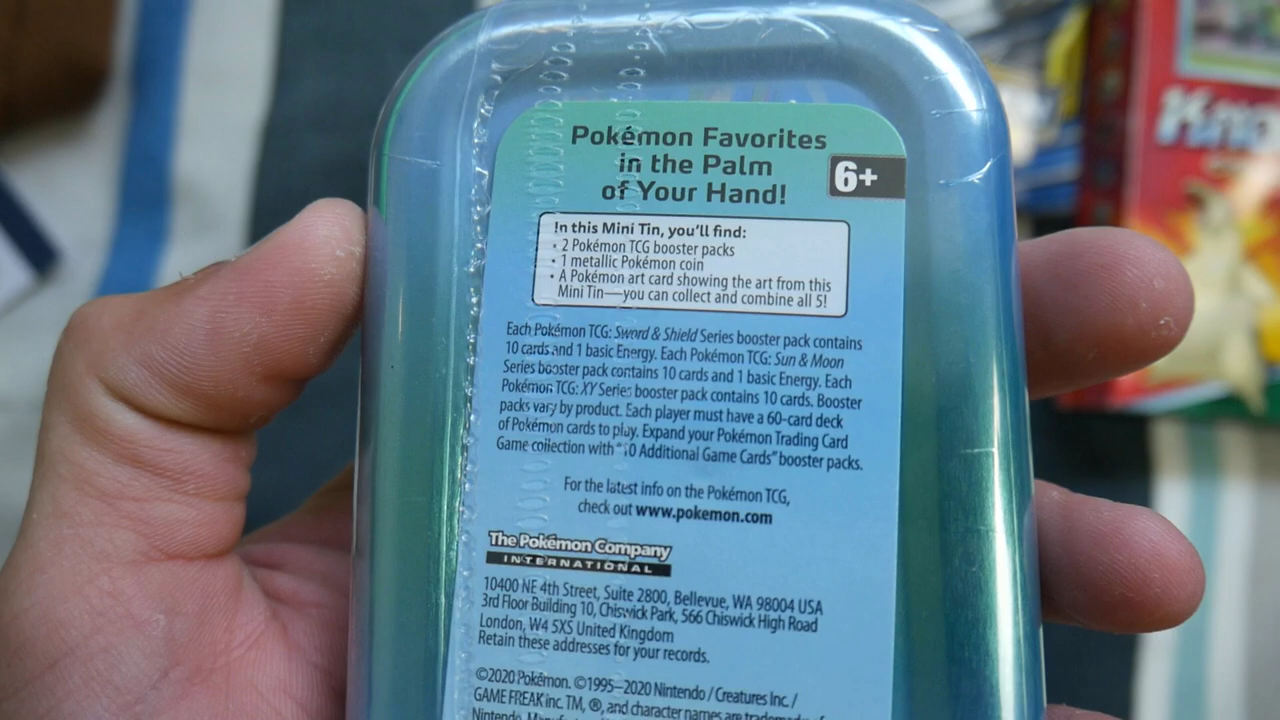 Pokémon Favorites
in the Palm
of Your Hand!
6+
In this Mini Tin, you'll find:
• 2 Pokémon TCG booster packs
• 1 metallic Pokémon coin
• A Pokémon art card showing the art from this
Mini Tin—you can collect and combine all 5!
Each Pokémon TCG: Sword & Shield Series booster pack contains
10 cards and 1 basic Energy. Each Pokémon TCG: Sun & Moon
Series booster pack contains 10 cards and 1 basic Energy. Each
Pokémon TCG: XY Series booster pack contains 10 cards. Booster
packs vary by product. Each player must have a 60-card deck
of Pokémon cards to play. Expand your Pokémon Trading Card
Game collection with "10 Additional Game Cards" booster packs.
For the latest info on the Pokémon TCG,
check out www.pokemon.com
The Pokémon Company
INTERNATIONAL
10400 NE 4th Street, Suite 2800, Bellevue, WA 98004 USA
3rd Floor Building 10, Chiswick Park, 566 Chiswick High Road
London, W4 5XS United Kingdom
Retain these addresses for your records.
©2020 Pokémon. ©1995–2020 Nintendo / Creatures Inc. /
GAME FREAK inc. TM, ®, and character names are trademarks of
Nintendo.